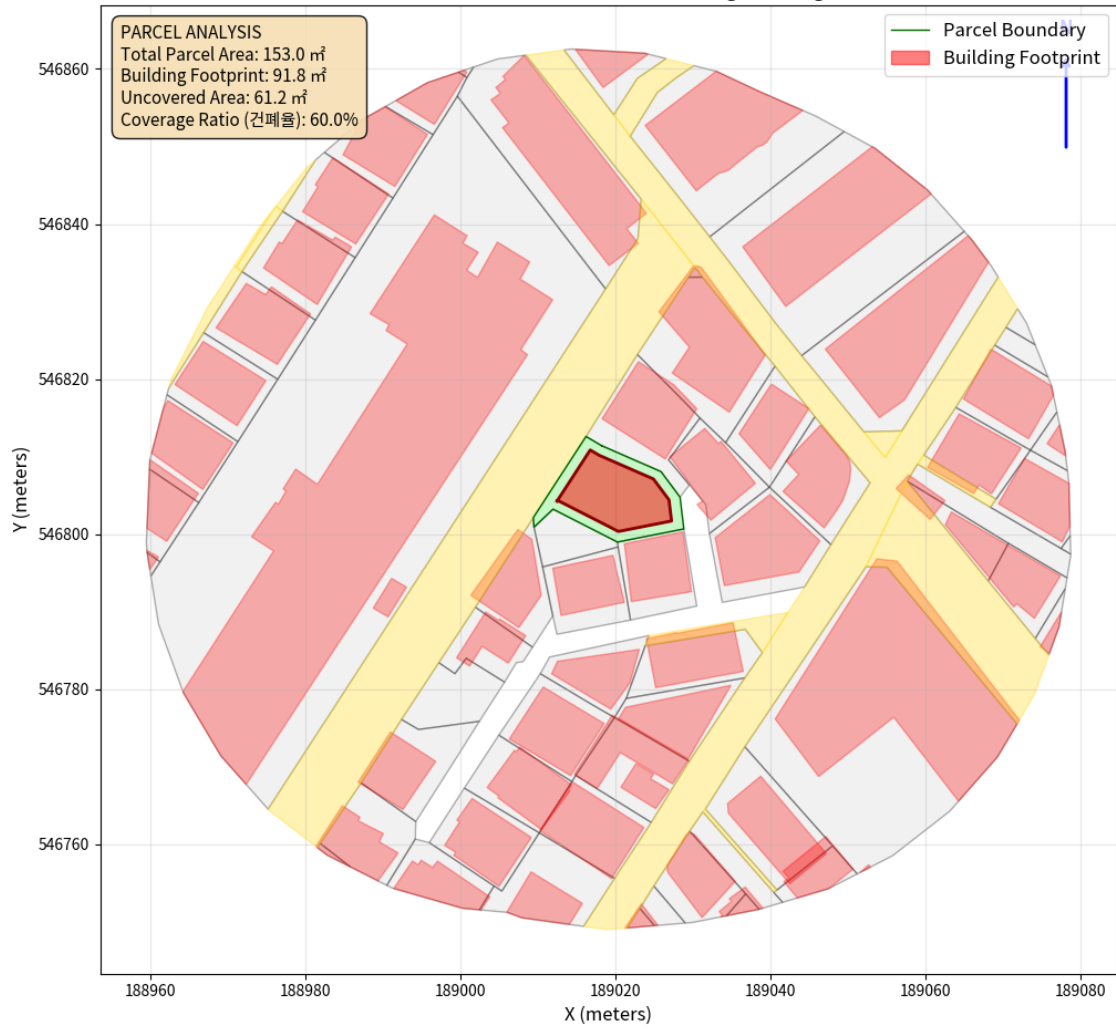 PARCEL ANALYSIS
Total Parcel Area: 153.0 ㎡
Building Footprint: 91.8 ㎡
Uncovered Area: 61.2 ㎡
Coverage Ratio (건폐율): 60.0%
Parcel Boundary
Building Footprint
N
546860
546840
546820
546800
546780
546760
Y (meters)
188960
188980
189000
189020
189040
189060
189080
X (meters)